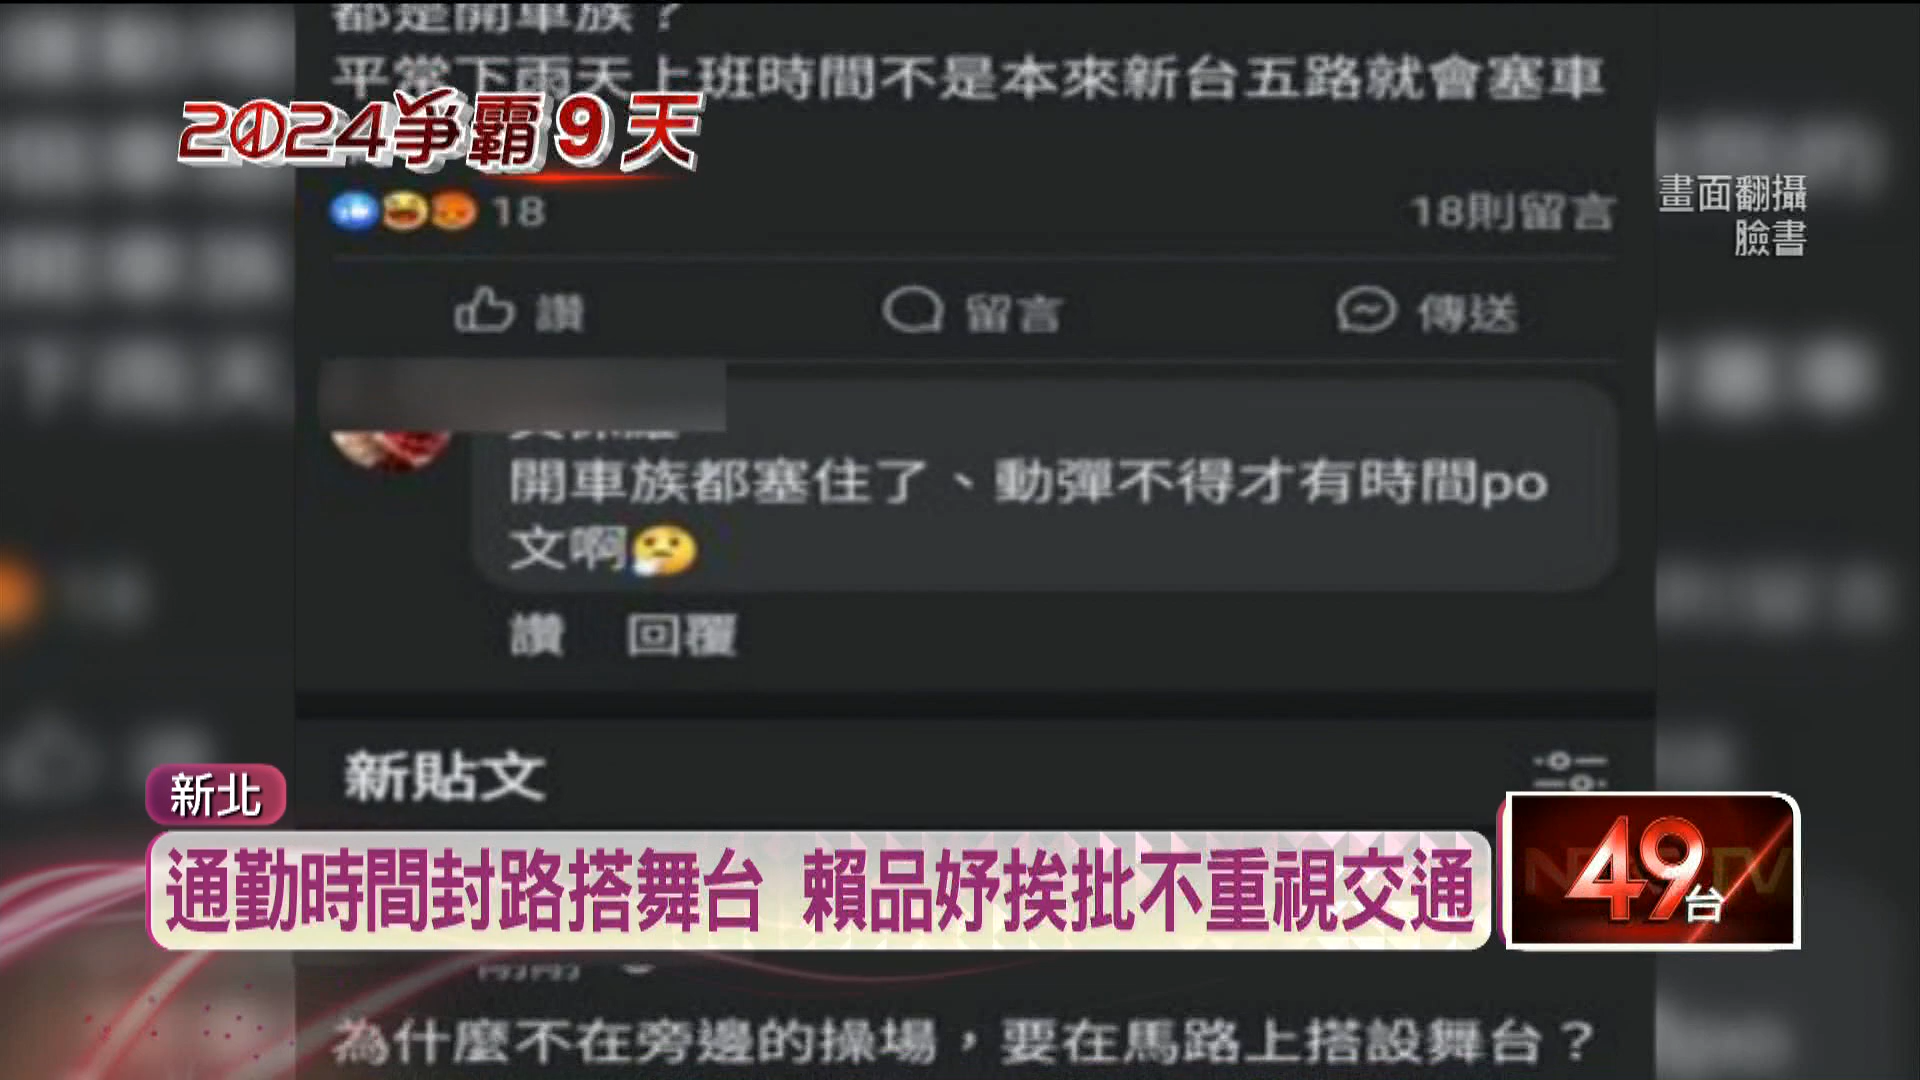 都是開車族？
平常下雨天上班時間不是本來新台五路就會塞車
2024爭霸9天
18
18則留言
畫面翻攝
臉書
讚
留言
傳送
開車族都塞住了、動彈不得才有時間po
文啊
讚
回覆
新貼文
新北
通勤時間封路搭舞台 賴品妤挨批不重視交通
49台
為什麼不在旁邊的操場，要在馬路上搭設舞台？